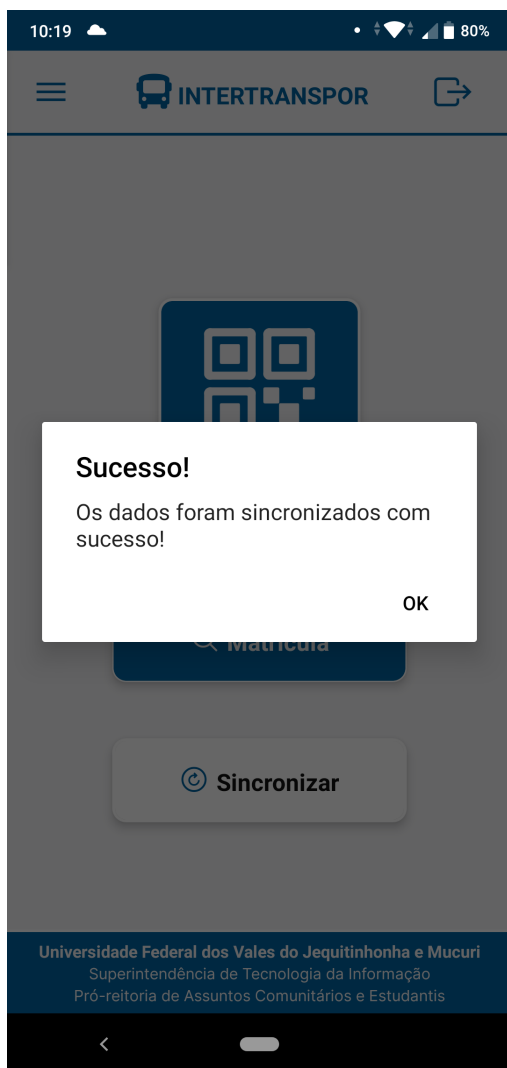 10:19
80%
INTERTRANSPOR
Sucesso!
Os dados foram sincronizados com
sucesso!
OK
Matrícula
Sincronizar
Universidade Federal dos Vales do Jequitinhonha e Mucuri
Superintendência de Tecnologia da Informação
Pró-reitoria de Assuntos Comunitários e Estudantis